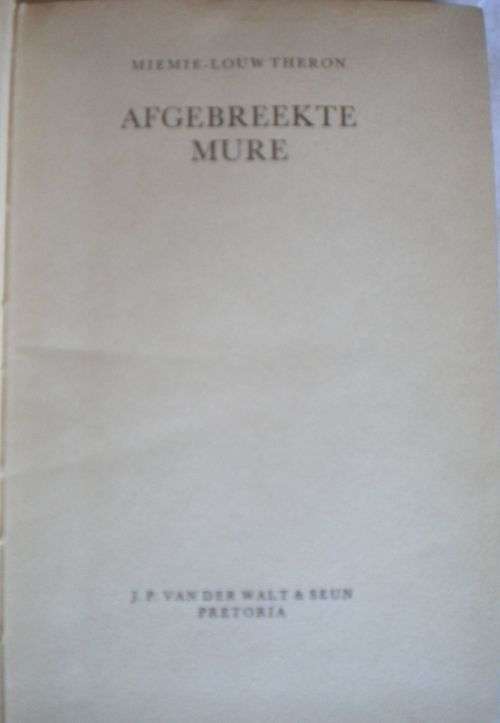 MIEMIE-LOUW THERON
AFGEBREEKTE
MURE
J. P. VAN DER WALT & SEUN
PRETORIA